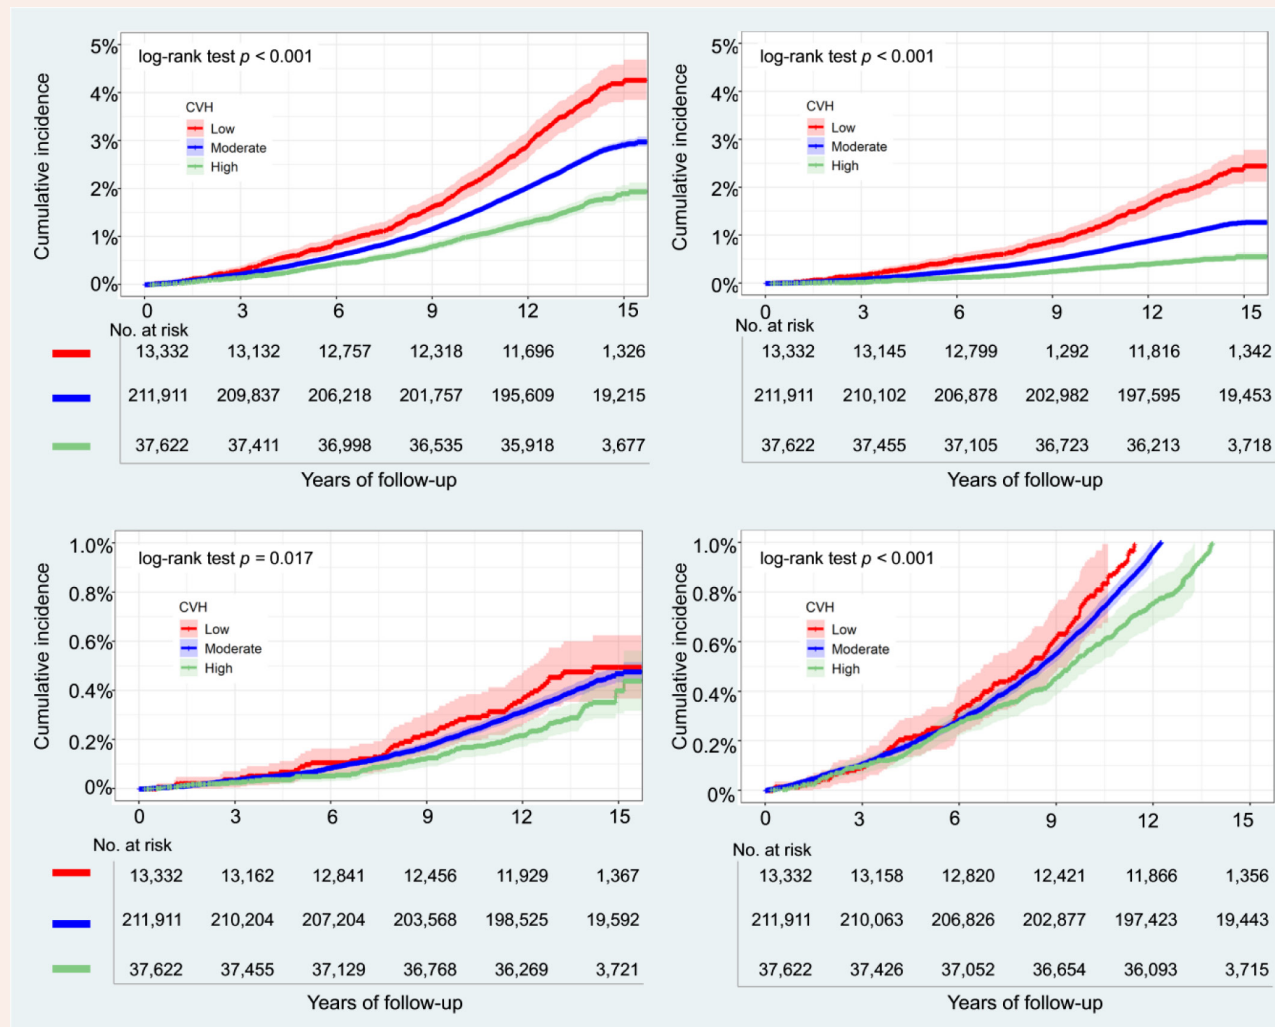 5%
4%
3%
2%
1%
0%
Cumulative incidence
log-rank test p < 0.001
CVH
Low
Moderate
High
0 3 6 9 12 15
No. at risk
13,332 13,132 12,757 12,318 11,696 1,326
211,911 209,837 206,218 201,757 195,609 19,215
37,622 37,411 36,998 36,535 35,918 3,677
Years of follow-up
5%
4%
3%
2%
1%
0%
Cumulative incidence
log-rank test p < 0.001
CVH
Low
Moderate
High
0 3 6 9 12 15
No. at risk
13,332 13,145 12,799 1,292 11,816 1,342
211,911 210,102 206,878 202,982 197,595 19,453
37,622 37,455 37,105 36,723 36,213 3,718
Years of follow-up
1.0%
0.8%
0.6%
0.4%
0.2%
0%
Cumulative incidence
log-rank test p = 0.017
CVH
Low
Moderate
High
0 3 6 9 12 15
No. at risk
13,332 13,162 12,841 12,456 11,929 1,367
211,911 210,204 207,204 203,568 198,525 19,592
37,622 37,455 37,129 36,768 36,269 3,721
Years of follow-up
1.0%
0.8%
0.6%
0.4%
0.2%
0%
Cumulative incidence
log-rank test p < 0.001
CVH
Low
Moderate
High
0 3 6 9 12 15
No. at risk
13,332 13,158 12,820 12,421 11,866 1,356
211,911 210,063 206,826 202,877 197,423 19,443
37,622 37,426 37,052 36,654 36,093 3,715
Years of follow-up